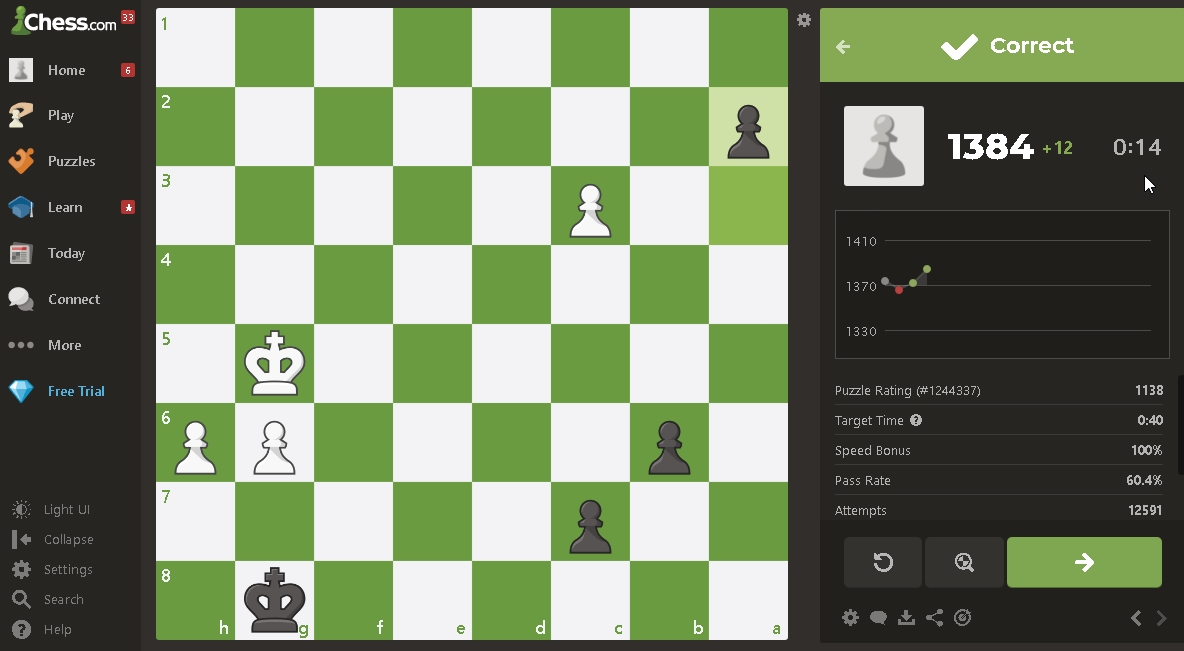 Chess.com 33
Home 6
Play
Puzzles
Learn
Today
Connect
More
Free Trial
Light UI
Collapse
Settings
Search
Help
1
2
3
4
5
6
7
8
h g f e d c b a
Correct
1384 +12 0:14
1410
1370
1330
Puzzle Rating (#1244337) 1138
Target Time ? 0:40
Speed Bonus 100%
Pass Rate 60.4%
Attempts 12591